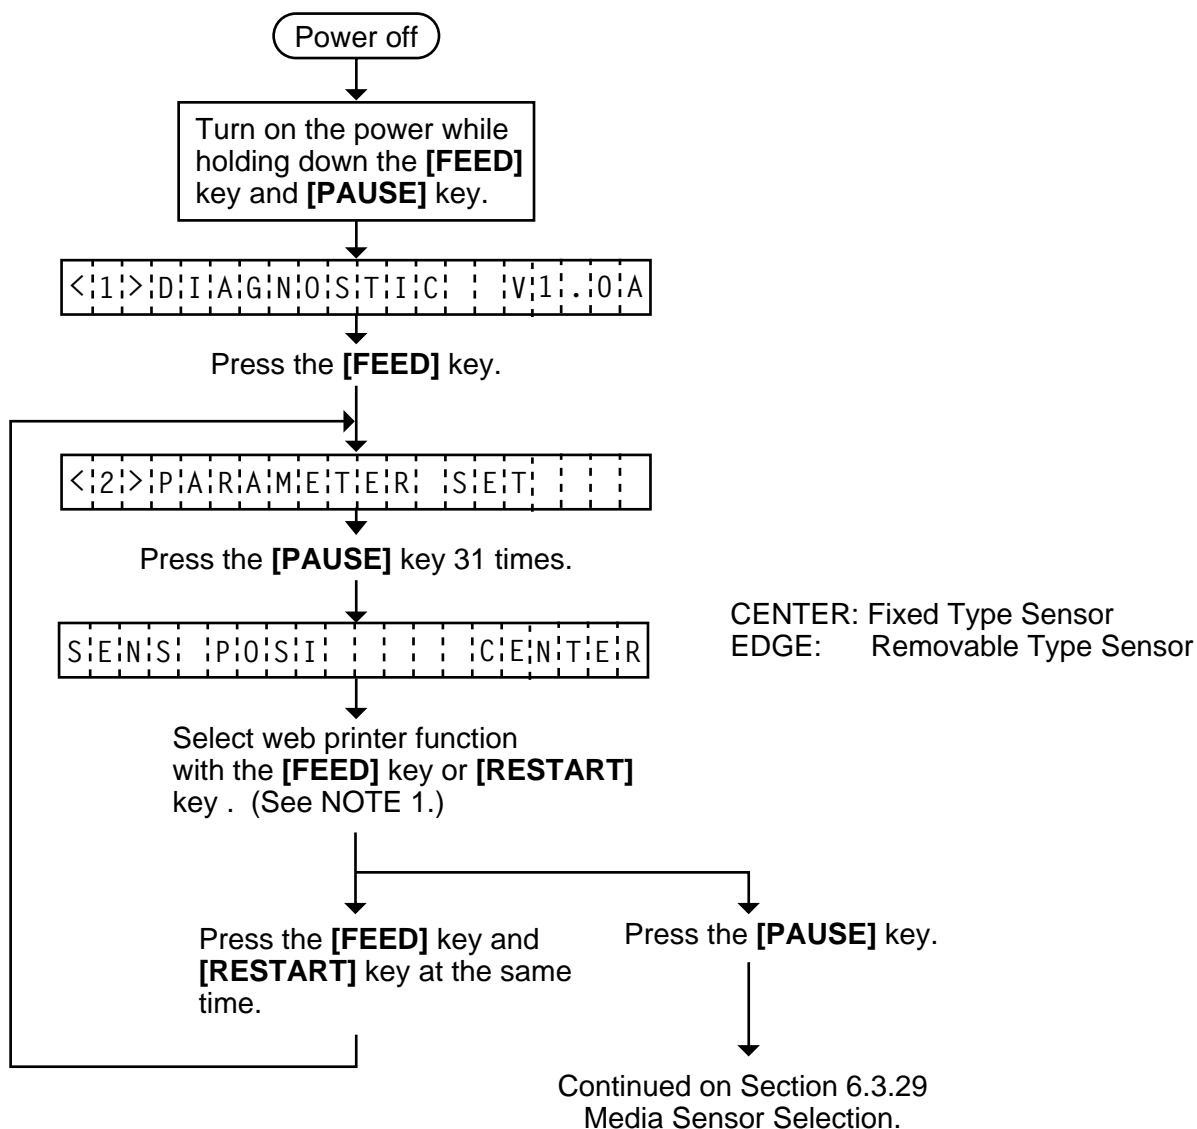 Power off
Turn on the power while
holding down the [FEED]
key and [PAUSE] key.
<1>DIAGNOSTIC  V1.0A
Press the [FEED] key.
<2>PARAMETER SET
Press the [PAUSE] key 31 times.
SENS POSI     CENTER
CENTER: Fixed Type Sensor
EDGE: Removable Type Sensor
Select web printer function
with the [FEED] key or [RESTART]
key . (See NOTE 1.)
Press the [FEED] key and
[RESTART] key at the same
time.
Press the [PAUSE] key.
Continued on Section 6.3.29
Media Sensor Selection.